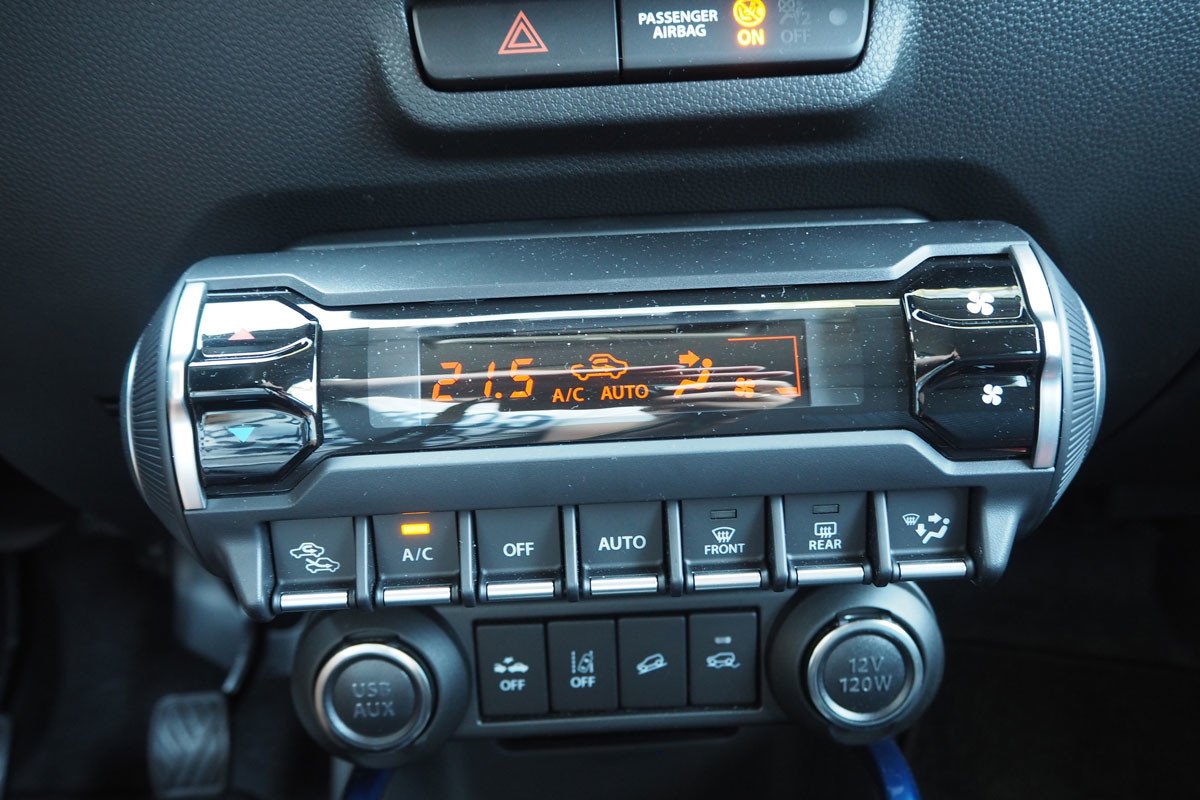 PASSENGER
AIRBAG
ON
OFF
21.5
A/C AUTO
A/C
OFF
AUTO
FRONT
REAR
OFF
OFF
USB
AUX
12V
120W